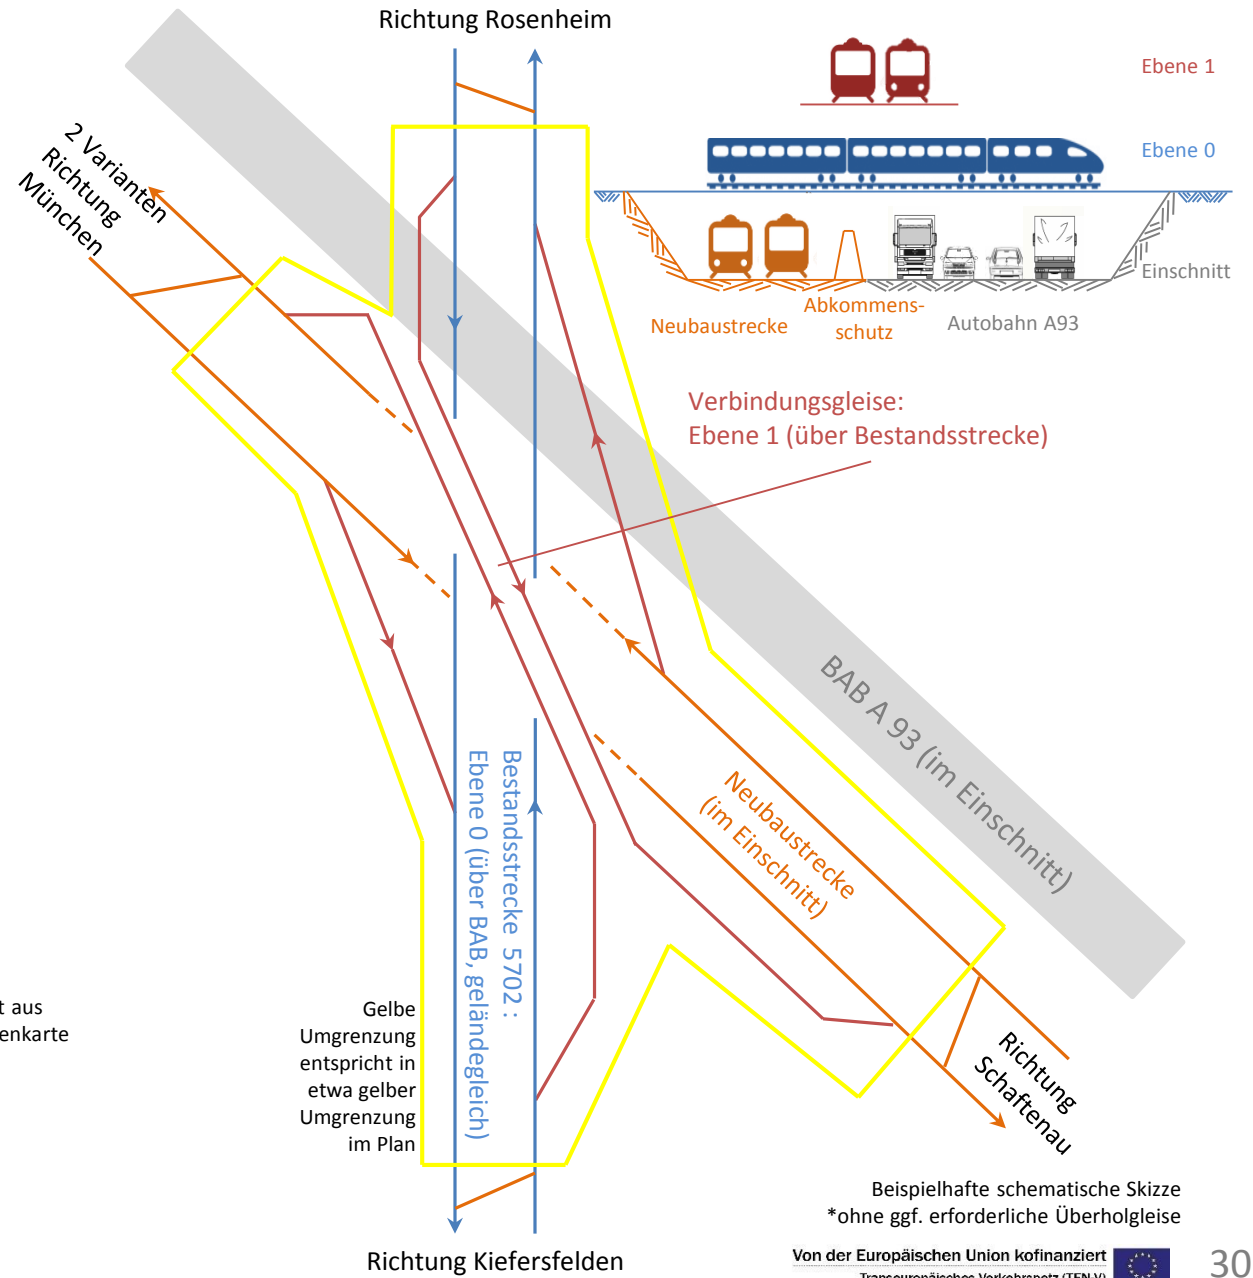 Richtung Rosenheim
Ebene 1
Ebene 0
Einschnitt
Neubaustrecke
Abkommens-
schutz
Autobahn A93
2 Varianten
Richtung
München
Verbindungsgleise:
Ebene 1 (über Bestandsstrecke)
BAB A 93 (im Einschnitt)
Neubaustrecke
(im Einschnitt)
Bestandsstrecke 5702 :
Ebene 0 (über BAB, geländegleich)
t aus
enkarte
Gelbe
Umgrenzung
entspricht in
etwa gelber
Umgrenzung
im Plan
Richtung
Schaftenau
Beispielhafte schematische Skizze
*ohne ggf. erforderliche Überholgleise
Richtung Kiefersfelden
Von der Europäischen Union kofinanziert
Transeuropäisches Verkehrsnetz (TEN-V)
30